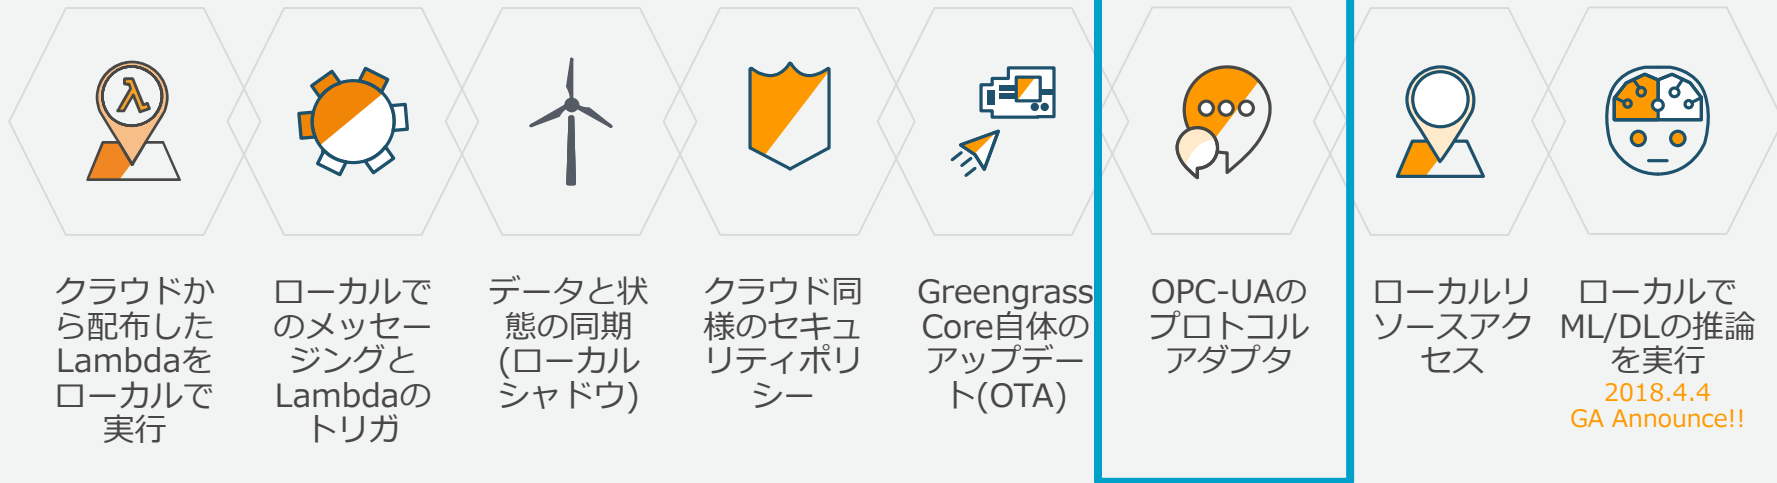 クラウドか
ら配布した
Lambdaを
ローカルで
実行
ローカルで
のメッセー
ジングと
Lambdaの
トリガ
データと状
態の同期
(ローカル
シャドウ)
クラウド同
様のセキュ
リティポリ
シー
Greengrass
Core自体の
アップデー
ト(OTA)
OPC-UAの
プロトコル
アダプタ
ローカルリ
ソースアク
セス
ローカルで
ML/DLの推論
を実行
2018.4.4
GA Announce!!